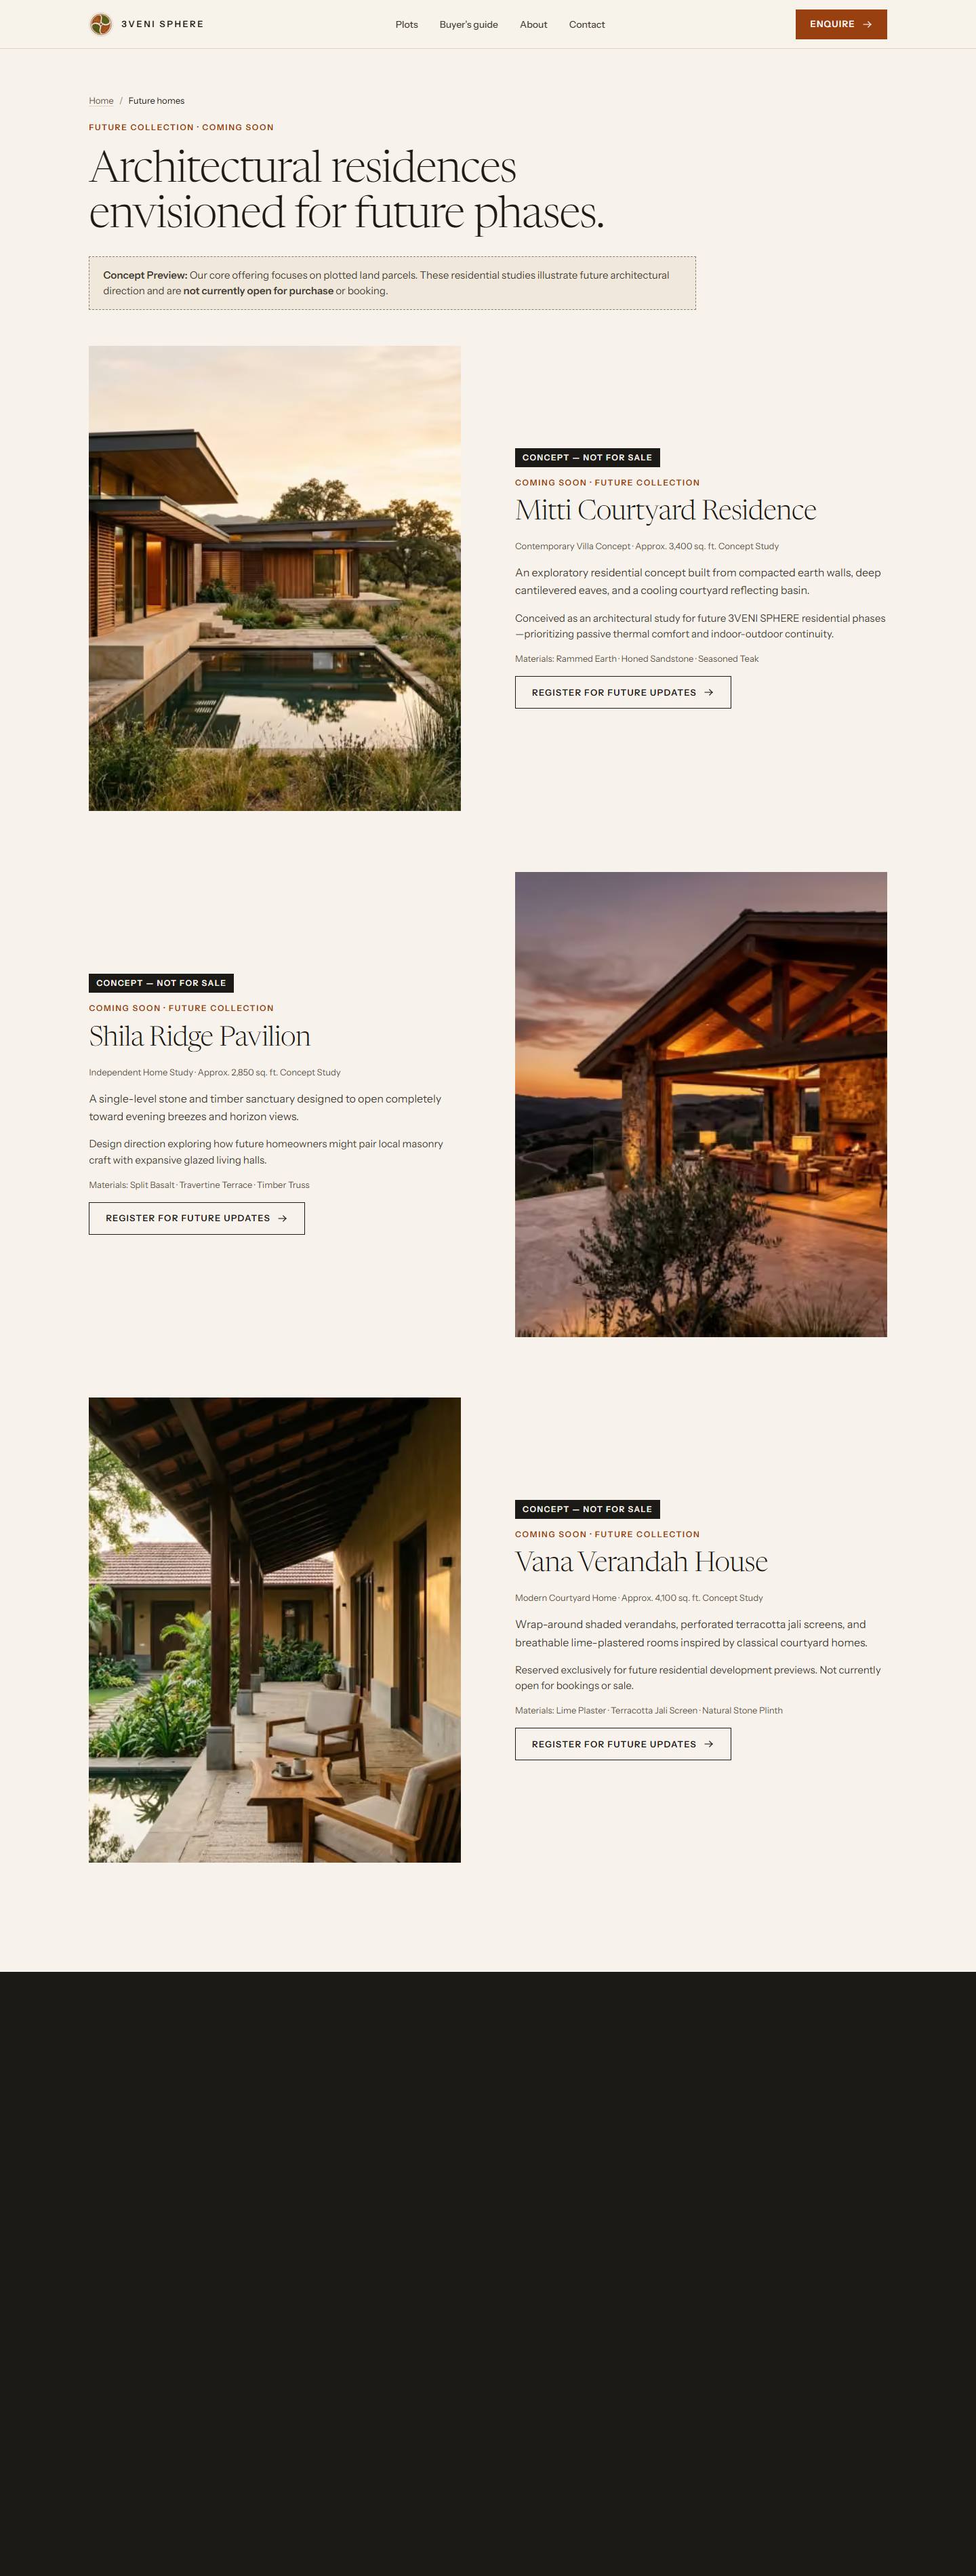 3VENI SPHERE
Plots
Buyer's guide
About
Contact
ENQUIRE →
Home / Future homes
FUTURE COLLECTION · COMING SOON
Architectural residences
envisioned for future phases.
Concept Preview: Our core offering focuses on plotted land parcels. These residential studies illustrate future architectural
direction and are not currently open for purchase or booking.
CONCEPT — NOT FOR SALE
COMING SOON · FUTURE COLLECTION
Mitti Courtyard Residence
Contemporary Villa Concept · Approx. 3,400 sq. ft. Concept Study
An exploratory residential concept built from compacted earth walls, deep
cantilevered eaves, and a cooling courtyard reflecting basin.
Conceived as an architectural study for future 3VENI SPHERE residential phases
—prioritizing passive thermal comfort and indoor-outdoor continuity.
Materials: Rammed Earth · Honed Sandstone · Seasoned Teak
REGISTER FOR FUTURE UPDATES →
CONCEPT — NOT FOR SALE
COMING SOON · FUTURE COLLECTION
Shila Ridge Pavilion
Independent Home Study · Approx. 2,850 sq. ft. Concept Study
A single-level stone and timber sanctuary designed to open completely
toward evening breezes and horizon views.
Design direction exploring how future homeowners might pair local masonry
craft with expansive glazed living halls.
Materials: Split Basalt · Travertine Terrace · Timber Truss
REGISTER FOR FUTURE UPDATES →
CONCEPT — NOT FOR SALE
COMING SOON · FUTURE COLLECTION
Vana Verandah House
Modern Courtyard Home · Approx. 4,100 sq. ft. Concept Study
Wrap-around shaded verandahs, perforated terracotta jali screens, and
breathable lime-plastered rooms inspired by classical courtyard homes.
Reserved exclusively for future residential development previews. Not currently
open for bookings or sale.
Materials: Lime Plaster · Terracotta Jali Screen · Natural Stone Plinth
REGISTER FOR FUTURE UPDATES →